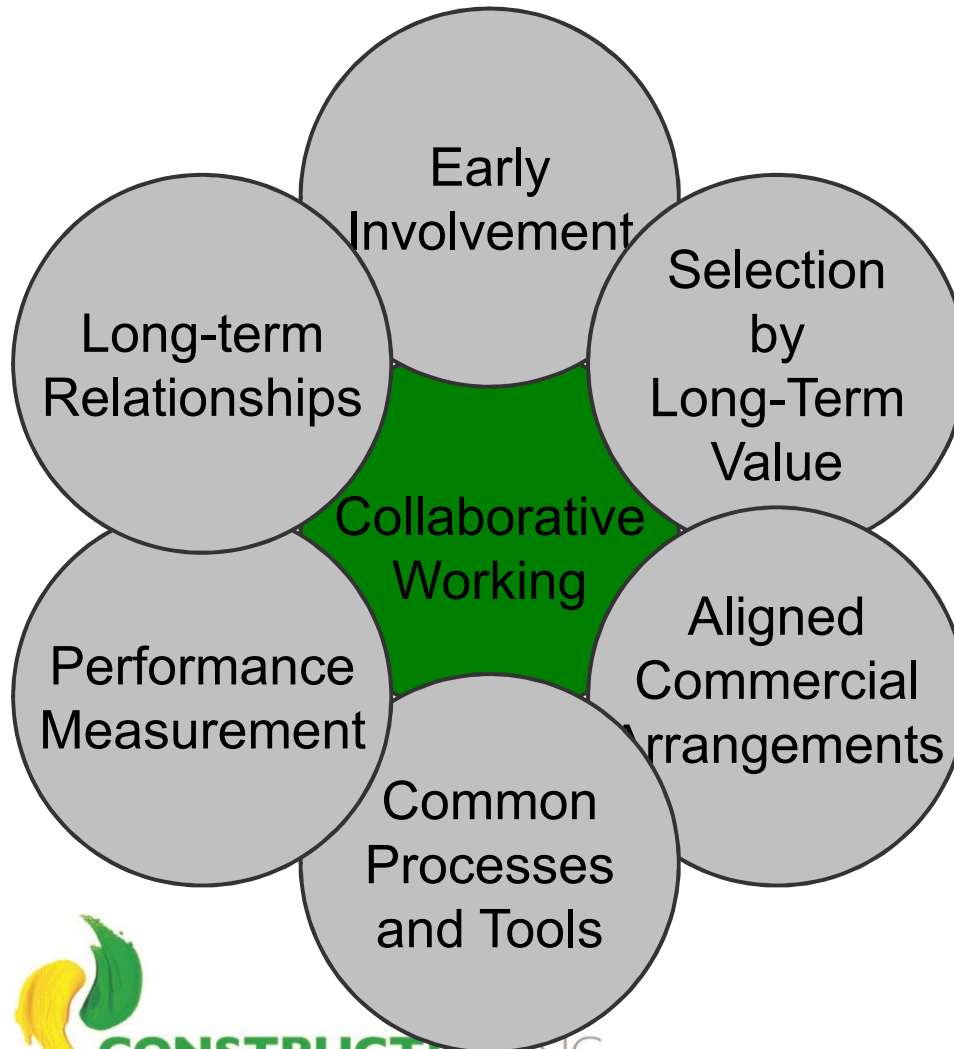 Early
Involvement
Selection
by
Long-Term
Value
Long-term
Relationships
Collaborative
Working
Aligned
Commercial
Arrangements
Performance
Measurement
Common
Processes
and Tools